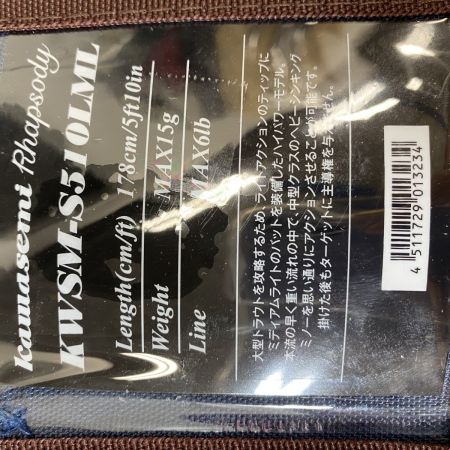 kawasemi Rhapsody
KWSM-S510LML
Length(cm/ft) 178cm/5ft10in
Weight MAX15g
Line MAX6lb
大型トラウトを攻略するため、ライトアクションのティップに
ミディアムライトのバットを装備したハイパワーモデル。
本流の早く重い流れの中で、中型クラスのヘビーシンキング
ミノーを思い通りにアクションさせることが可能です。
掛けた後もターゲットに主導権を与えません。
4 511729 013234